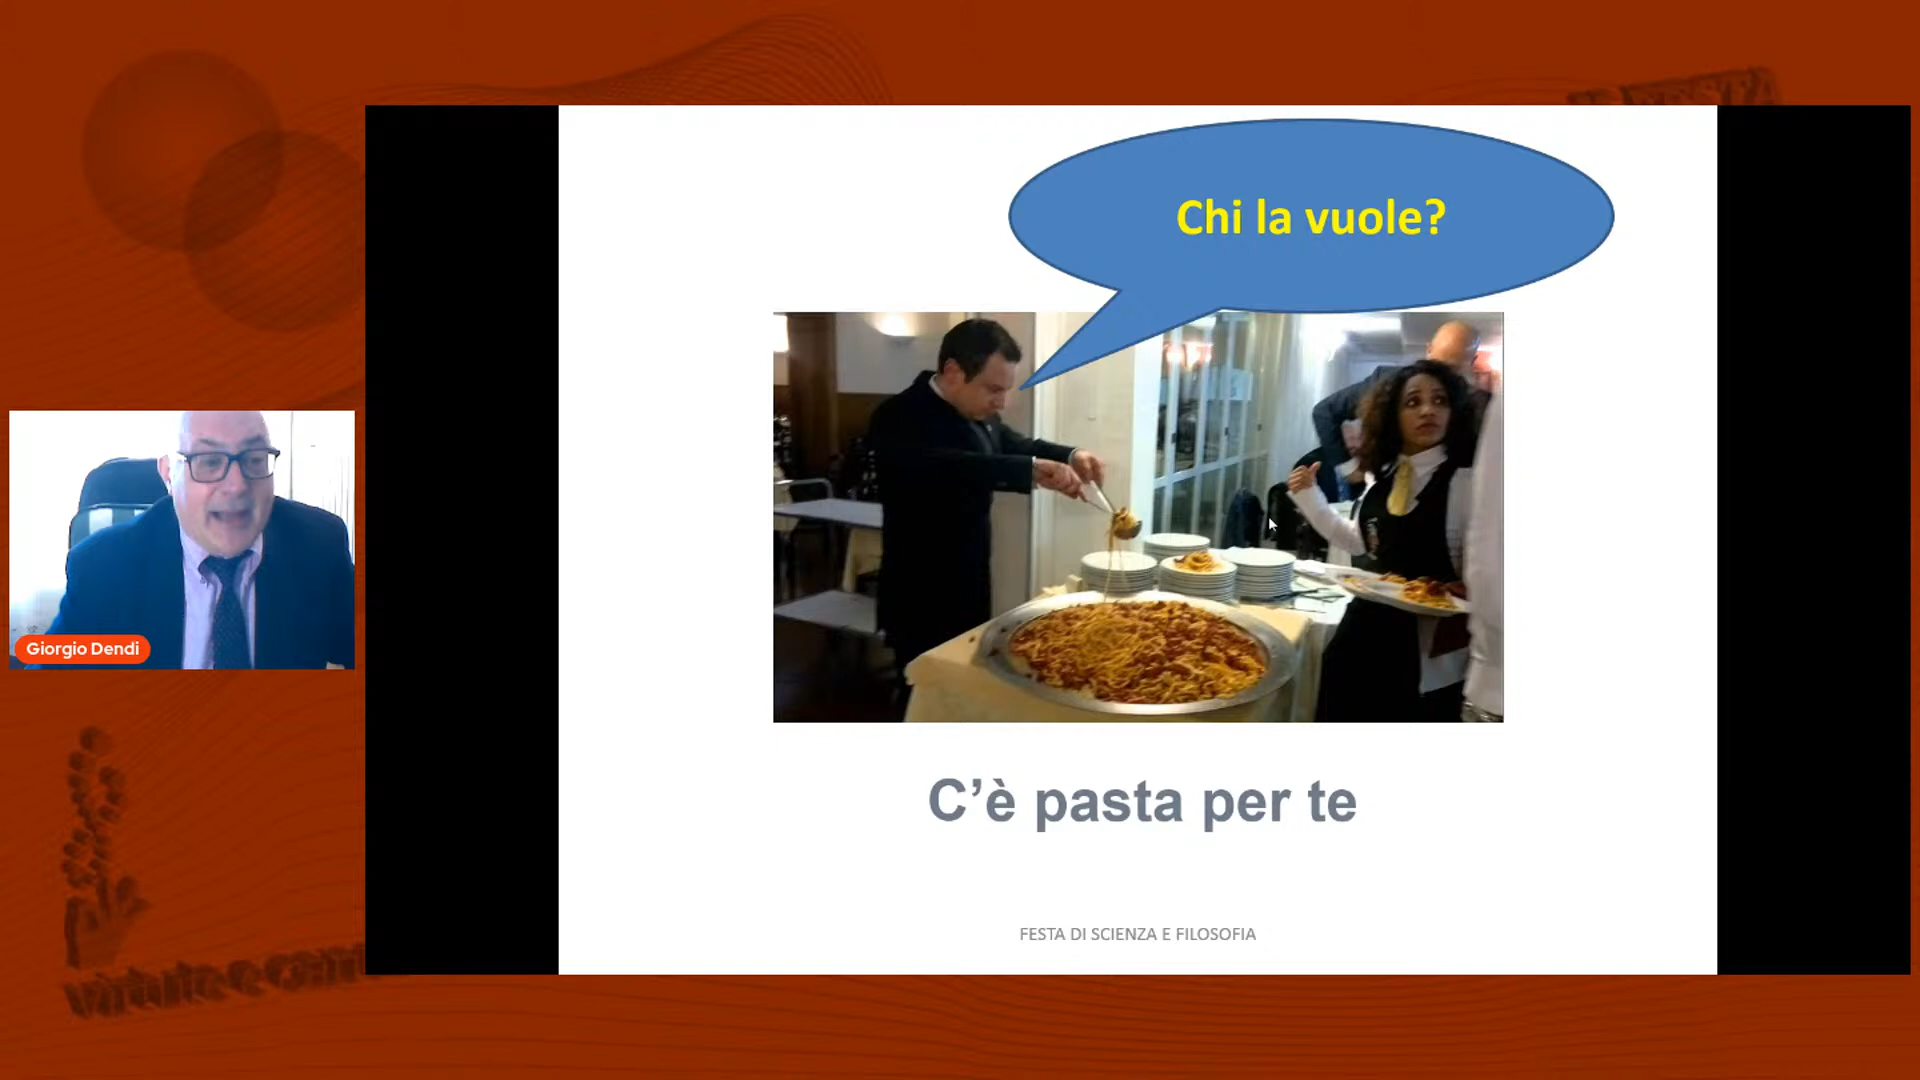 Chi la vuole?
Giorgio Dendi
C'è pasta per te
FESTA DI SCIENZA E FILOSOFIA